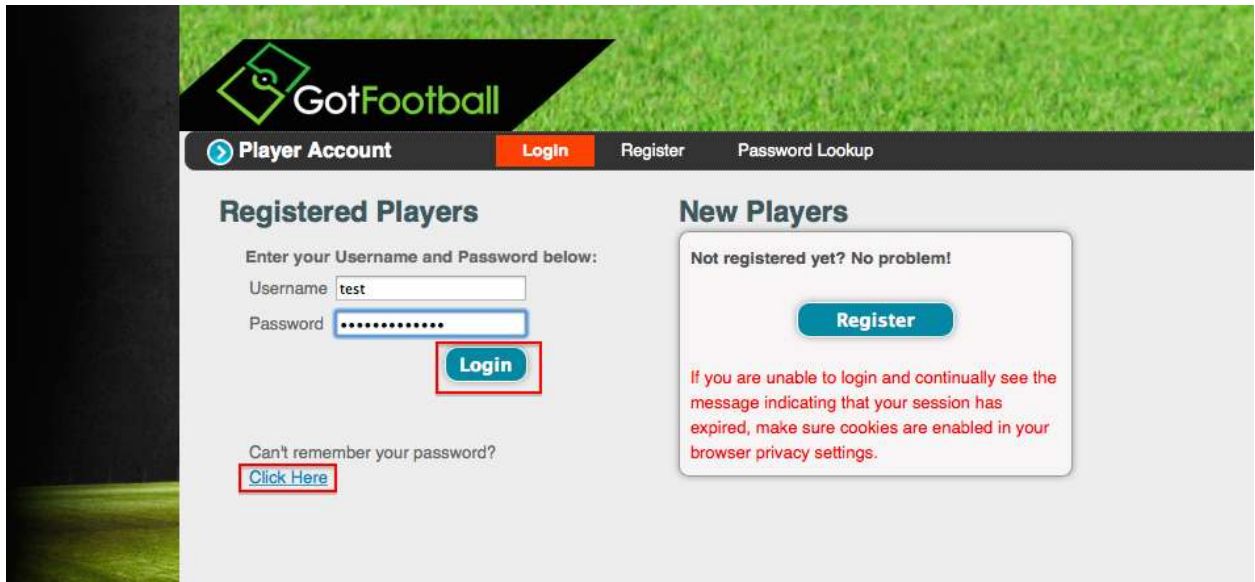 GotFootball
Player Account Login Register Password Lookup
Registered Players
Enter your Username and Password below:
Username test
Password •••••••••••••
Login
Can't remember your password?
Click Here
New Players
Not registered yet? No problem!
Register
If you are unable to login and continually see the
message indicating that your session has
expired, make sure cookies are enabled in your
browser privacy settings.